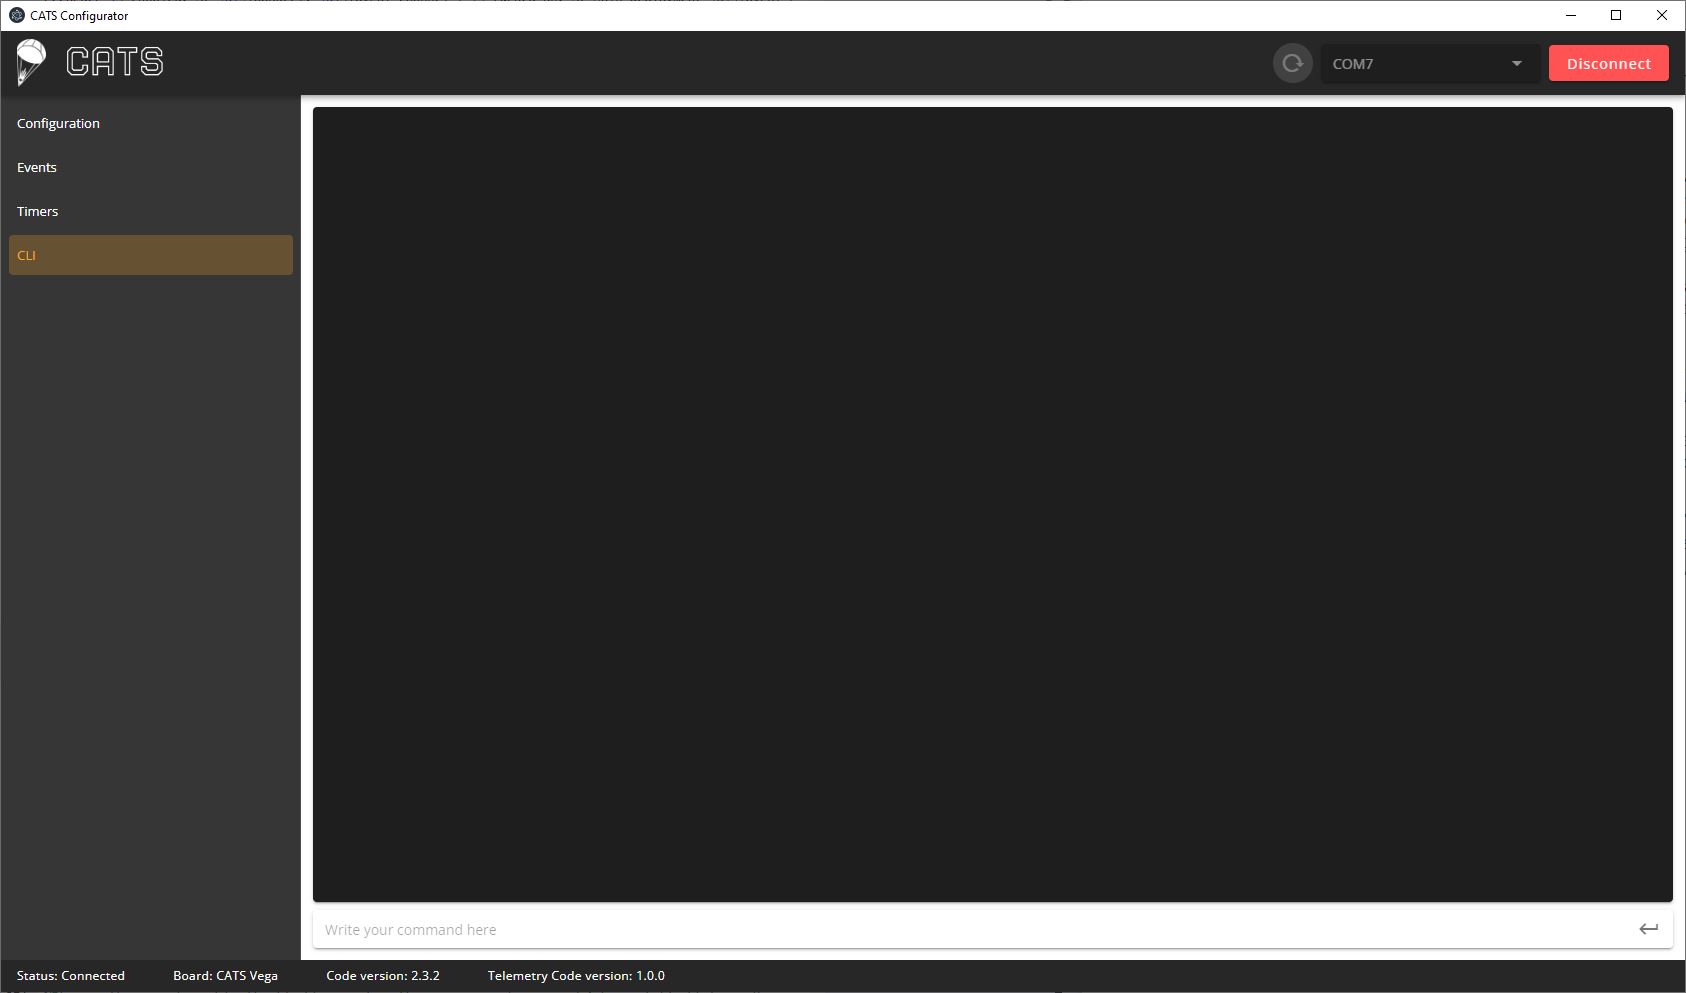 CATS Configurator
CATS
COM7
Disconnect
Configuration
Events
Timers
CLI
Write your command here
Status: Connected
Board: CATS Vega
Code version: 2.3.2
Telemetry Code version: 1.0.0